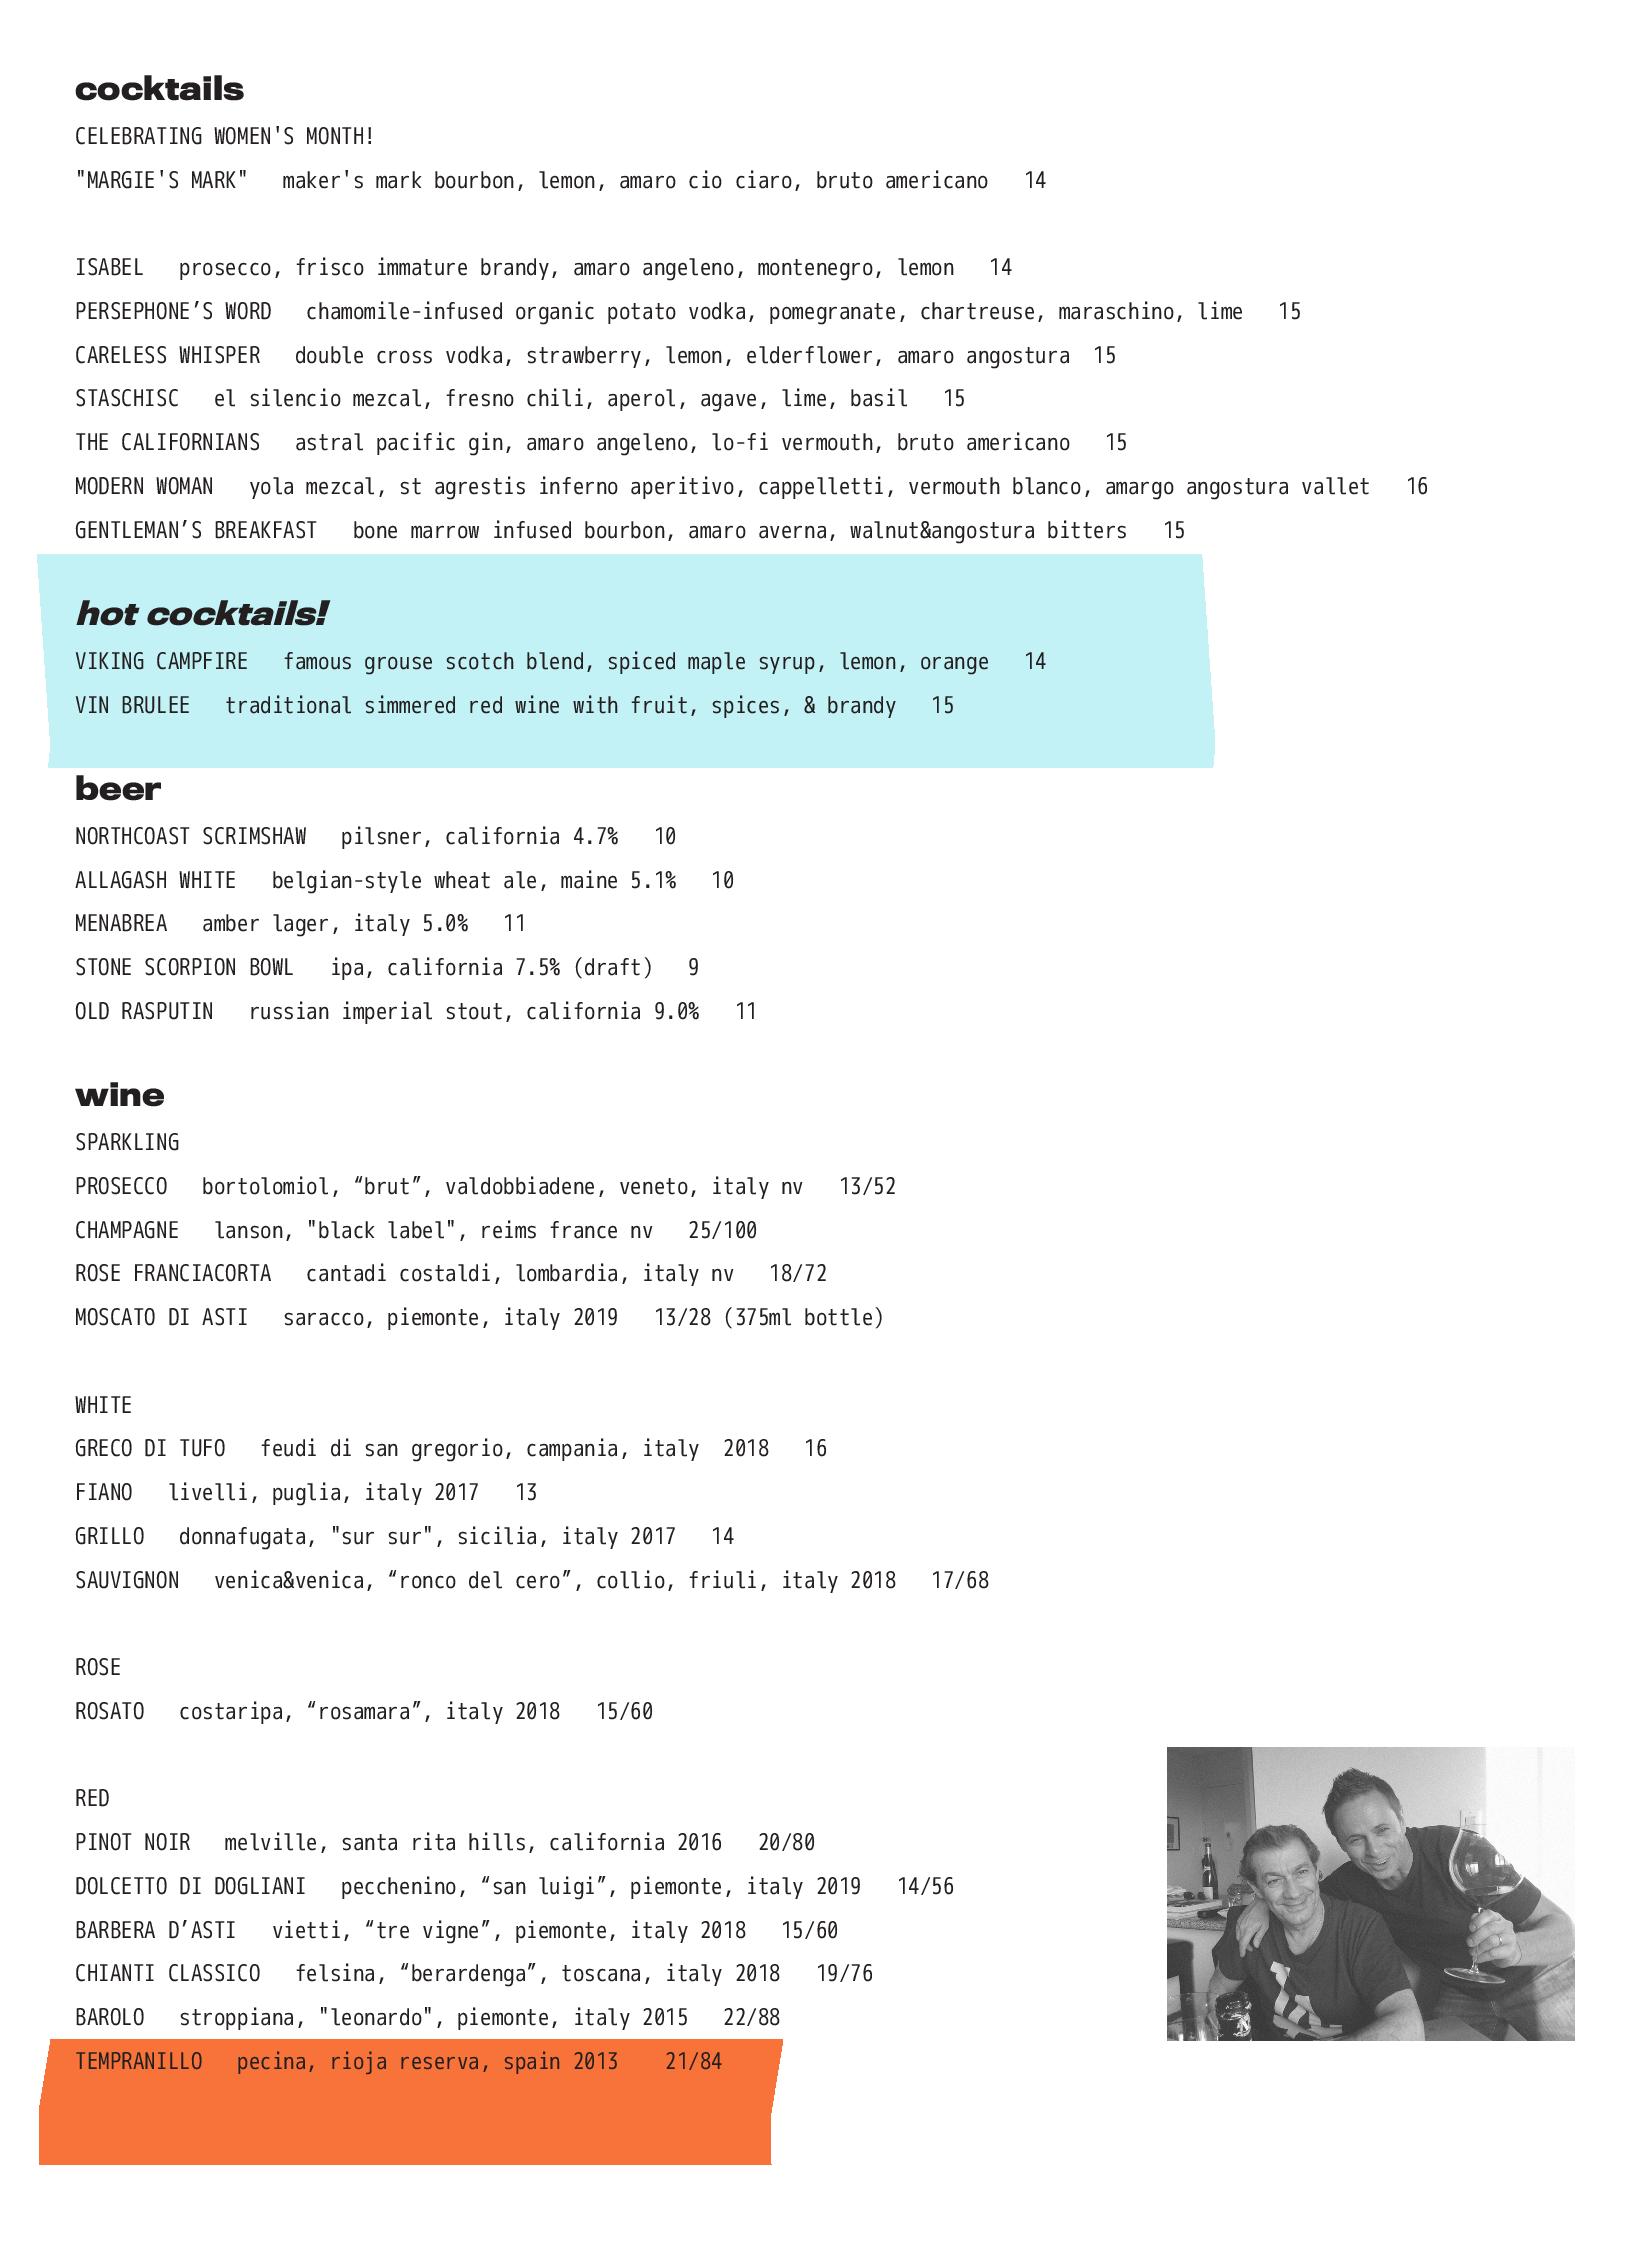 cocktails
CELEBRATING WOMEN'S MONTH!
"MARGIE'S MARK" maker's mark bourbon, lemon, amaro cio ciaro, bruto americano 14
ISABEL prosecco, frisco immature brandy, amaro angeleno, montenegro, lemon 14
PERSEPHONE’S WORD chamomile-infused organic potato vodka, pomegranate, chartreuse, maraschino, lime 15
CARELESS WHISPER double cross vodka, strawberry, lemon, elderflower, amaro angostura 15
STASCHISC el silencio mezcal, fresno chili, aperol, agave, lime, basil 15
THE CALIFORNIANS astral pacific gin, amaro angeleno, lo-fi vermouth, bruto americano 15
MODERN WOMAN yola mezcal, st agrestis inferno aperitivo, cappelletti, vermouth blanco, amargo angostura vallet 16
GENTLEMAN’S BREAKFAST bone marrow infused bourbon, amaro averna, walnut&angostura bitters 15
hot cocktails!
VIKING CAMPFIRE famous grouse scotch blend, spiced maple syrup, lemon, orange 14
VIN BRULEE traditional simmered red wine with fruit, spices, & brandy 15
beer
NORTHCOAST SCRIMSHAW pilsner, california 4.7% 10
ALLAGASH WHITE belgian-style wheat ale, maine 5.1% 10
MENABREA amber lager, italy 5.0% 11
STONE SCORPION BOWL ipa, california 7.5% (draft) 9
OLD RASPUTIN russian imperial stout, california 9.0% 11
wine
SPARKLING
PROSECCO bortolomiol, “brut”, valdobbiadene, veneto, italy nv 13/52
CHAMPAGNE lanson, "black label", reims france nv 25/100
ROSE FRANCIACORTA cantadi costaldi, lombardia, italy nv 18/72
MOSCATO DI ASTI saracco, piemonte, italy 2019 13/28 (375ml bottle)
WHITE
GRECO DI TUFO feudi di san gregorio, campania, italy 2018 16
FIANO livelli, puglia, italy 2017 13
GRILLO donnafugata, "sur sur", sicilia, italy 2017 14
SAUVIGNON venica&venica, “ronco del cero”, collio, friuli, italy 2018 17/68
ROSE
ROSATO costaripa, “rosamara”, italy 2018 15/60
RED
PINOT NOIR melville, santa rita hills, california 2016 20/80
DOLCETTO DI DOGLIANI pecchenino, “san luigi”, piemonte, italy 2019 14/56
BARBERA D’ASTI vietti, “tre vigne”, piemonte, italy 2018 15/60
CHIANTI CLASSICO felsina, “berardenga”, toscana, italy 2018 19/76
BAROLO stroppiana, "leonardo", piemonte, italy 2015 22/88
TEMPRANILLO pecina, rioja reserva, spain 2013 21/84